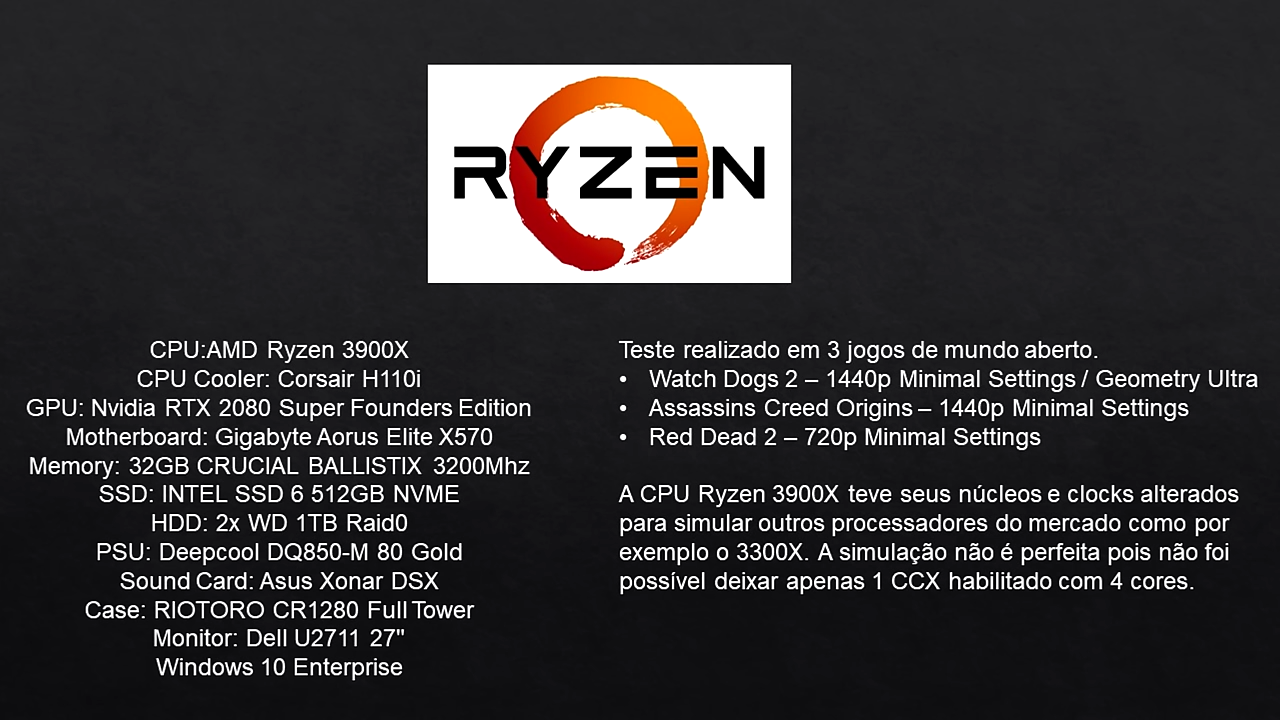 RYZEN
CPU:AMD Ryzen 3900X
CPU Cooler: Corsair H110i
GPU: Nvidia RTX 2080 Super Founders Edition
Motherboard: Gigabyte Aorus Elite X570
Memory: 32GB CRUCIAL BALLISTIX 3200Mhz
SSD: INTEL SSD 6 512GB NVME
HDD: 2x WD 1TB Raid0
PSU: Deepcool DQ850-M 80 Gold
Sound Card: Asus Xonar DSX
Case: RIOTORO CR1280 Full Tower
Monitor: Dell U2711 27"
Windows 10 Enterprise
Teste realizado em 3 jogos de mundo aberto.
• Watch Dogs 2 – 1440p Minimal Settings / Geometry Ultra
• Assassins Creed Origins – 1440p Minimal Settings
• Red Dead 2 – 720p Minimal Settings
A CPU Ryzen 3900X teve seus núcleos e clocks alterados
para simular outros processadores do mercado como por
exemplo o 3300X. A simulação não é perfeita pois não foi
possível deixar apenas 1 CCX habilitado com 4 cores.